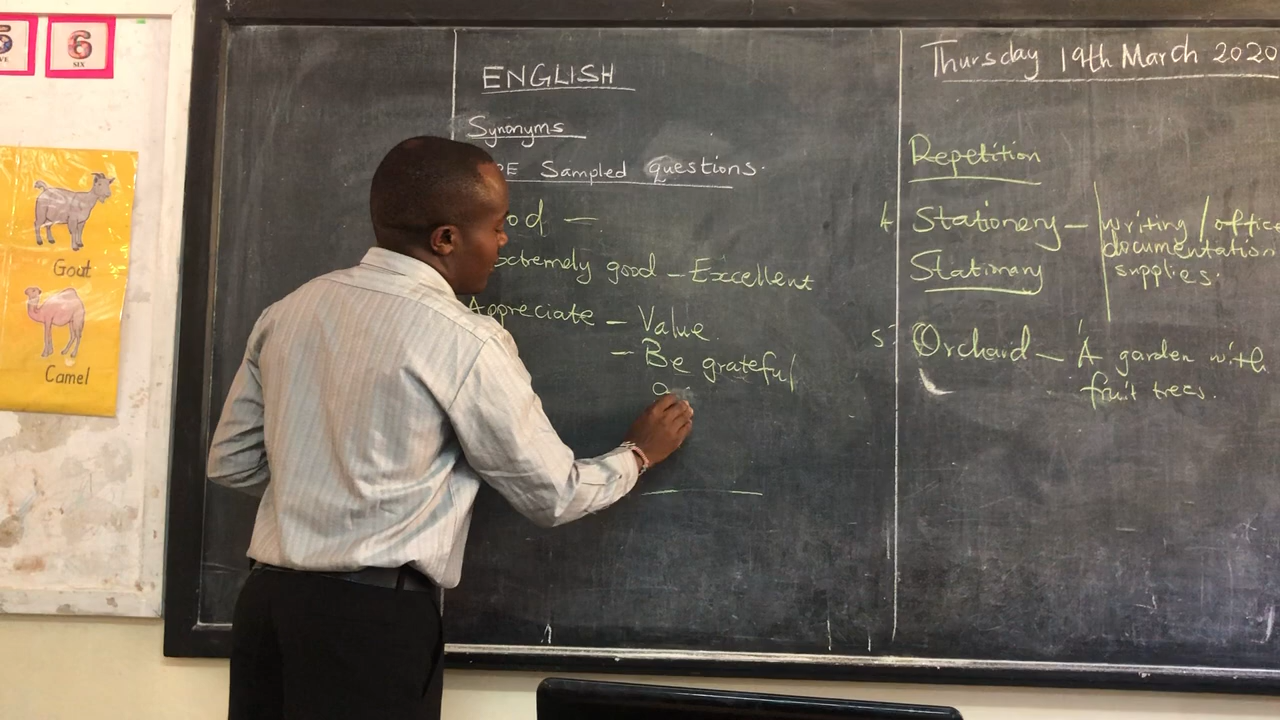 6
SIX
Goat
Camel
ENGLISH
Synonyms
Sampled questions.
extremely good – Excellent
Appreciate – Value
– Be grateful
Thursday 19th March 2020
Repetition
Stationery – writing / office
documentation
supplies.
Stationary
Orchard – A garden with
fruit trees.